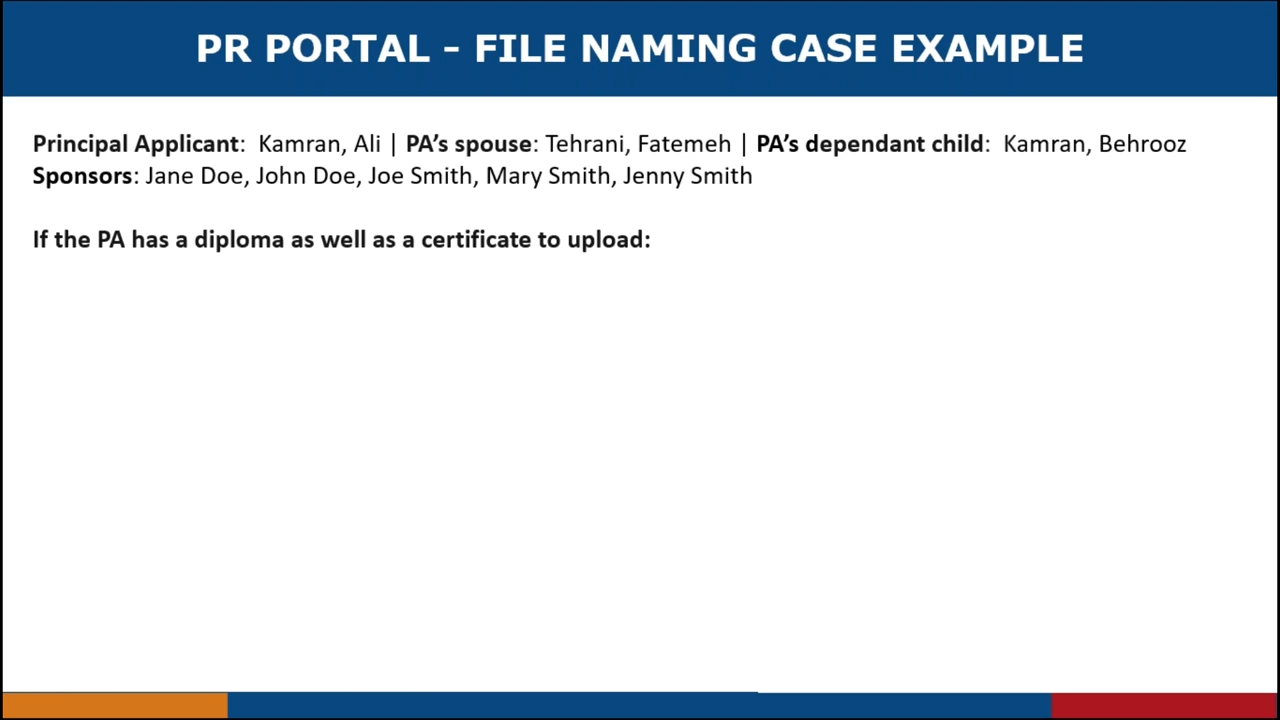 PR PORTAL - FILE NAMING CASE EXAMPLE
Principal Applicant: Kamran, Ali | PA’s spouse: Tehrani, Fatemeh | PA’s dependant child: Kamran, Behrooz
Sponsors: Jane Doe, John Doe, Joe Smith, Mary Smith, Jenny Smith
If the PA has a diploma as well as a certificate to upload: